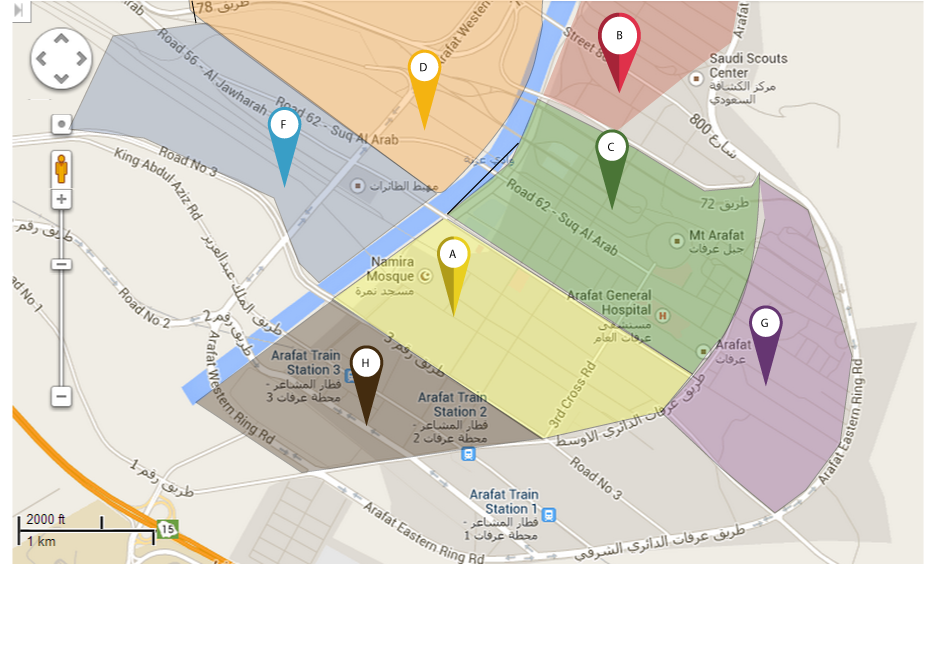 طريق 78
Arafat Western
Arafat
B
Street 8
D
Saudi Scouts
Center
مركز الكشافة
السعودي
Road 56 - Al Jawharah
Road 62 - Suq Al Arab
F
شارع 800
C
King Abdul Aziz Rd
Road No 3
وادي عرنة
مهبط الطائرات
Road 62 - Suq Al Arab
طريق 72
Mt Arafat
جبل عرفات
طريق الملك عبدالعزيز
A
Namira
Mosque
مسجد نمرة
ad No 1
Road No 2
طريق رقم 2
Arafat General
Hospital
مستشفى
عرفات العام
G
طريق رقم 3
Arafat
عرفات
Arafat Train
Station 3
قطار المشاعر -
محطة عرفات 3
H
Arafat Western Ring Rd
3rd Cross Rd
Arafat Train
Station 2
قطار المشاعر -
محطة عرفات 2
طريق عرفات الدائري الاوسط
Arafat Eastern Ring Rd
طريق رقم 1
Road No 3
Arafat Train
Station 1
قطار المشاعر -
محطة عرفات 1
Arafat Eastern Ring Rd
طريق عرفات الدائري الشرقي
15
2000 ft
1 km